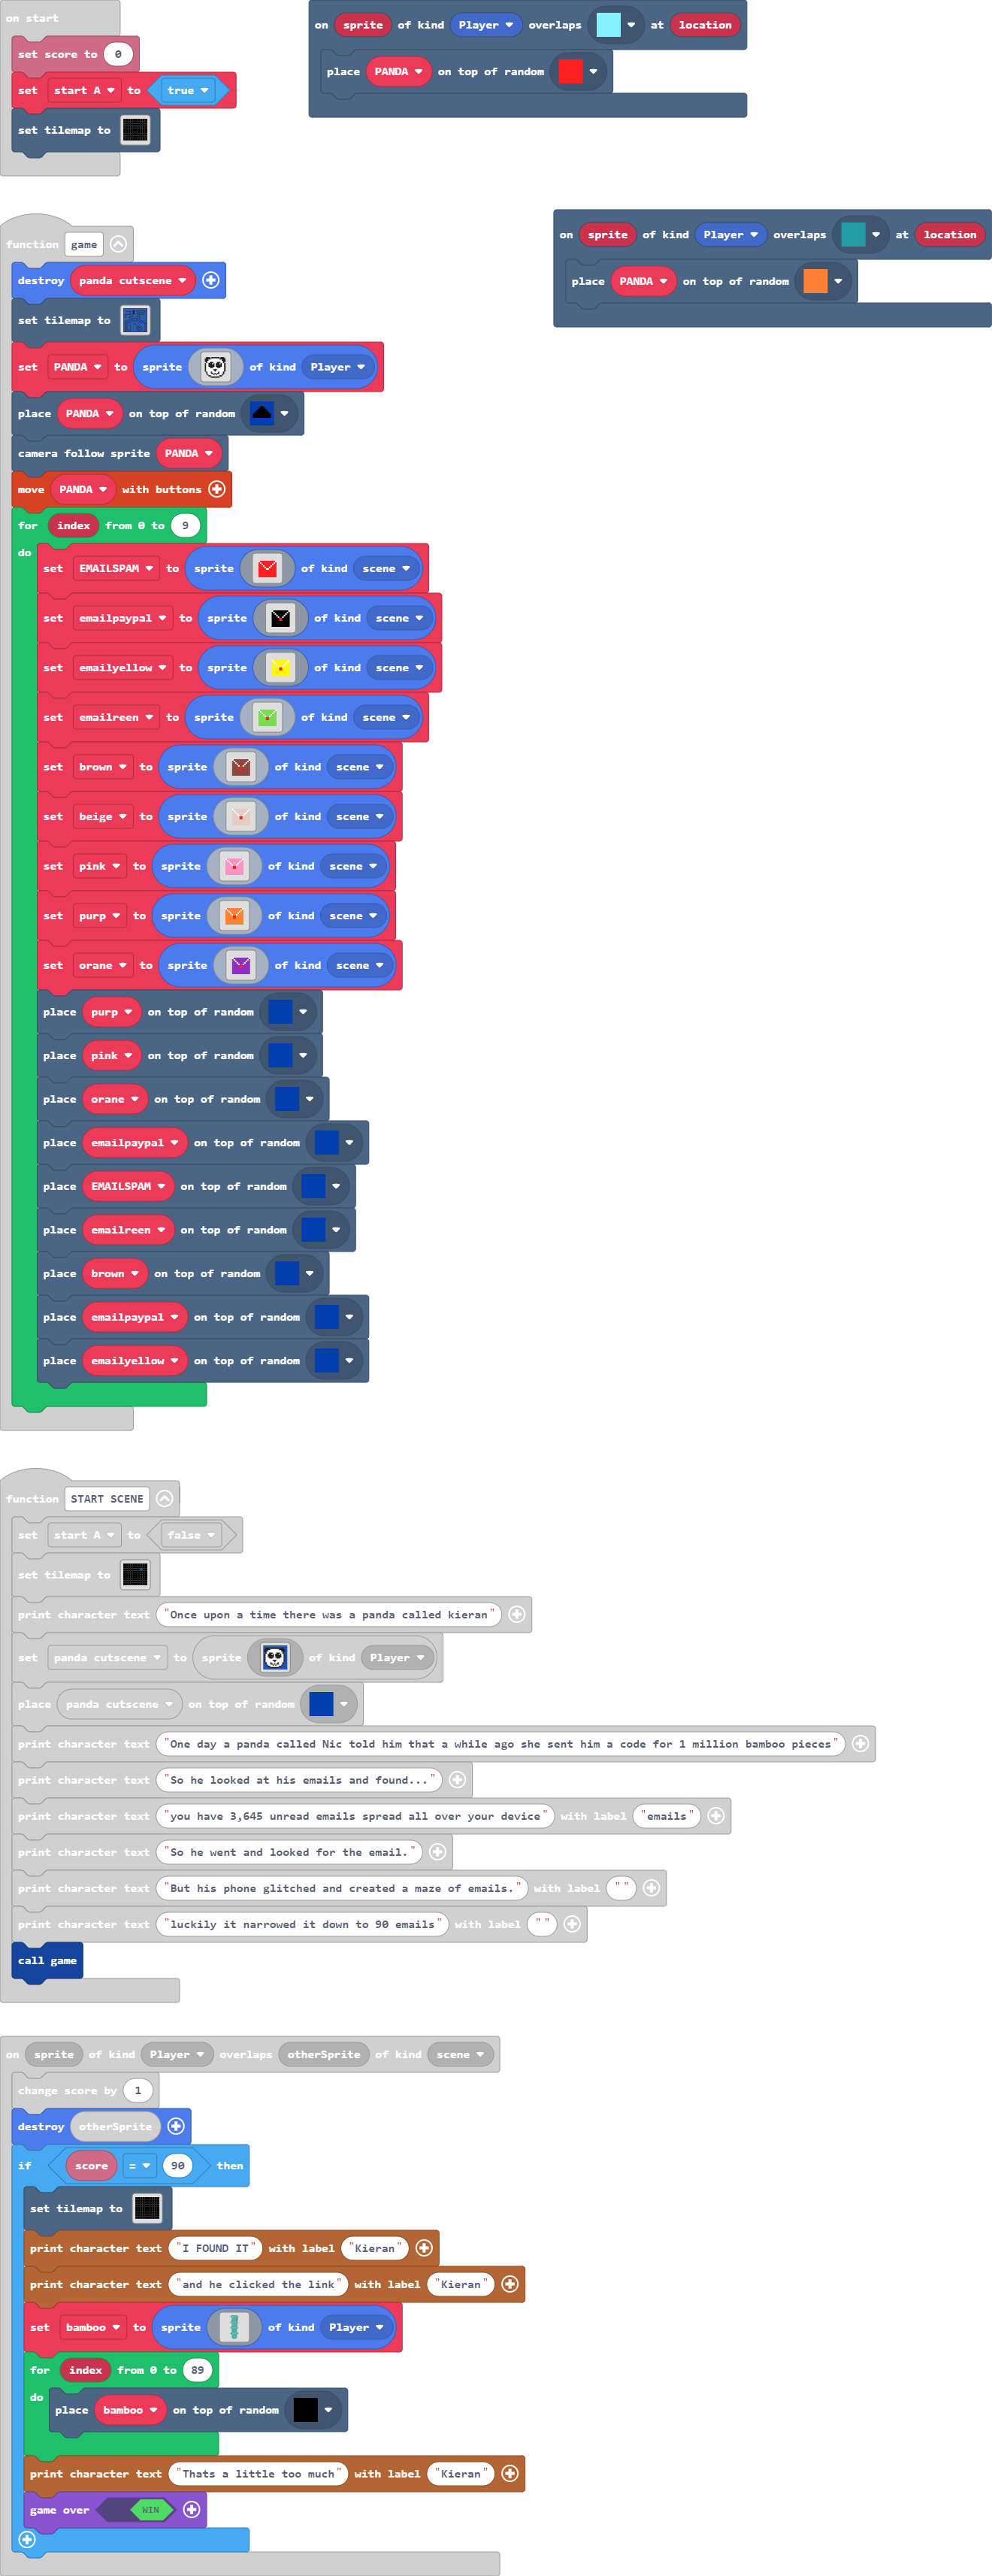 on start
set score to 0
set start A to true
set tilemap to
on sprite of kind Player overlaps at location
place PANDA on top of random
on sprite of kind Player overlaps at location
place PANDA on top of random
function game
destroy panda cutscene
set tilemap to
set PANDA to sprite of kind Player
place PANDA on top of random
camera follow sprite PANDA
move PANDA with buttons
for index from 0 to 9
do
set EMAILSPAM to sprite of kind scene
set emailpaypal to sprite of kind scene
set emailyellow to sprite of kind scene
set emailreen to sprite of kind scene
set brown to sprite of kind scene
set beige to sprite of kind scene
set pink to sprite of kind scene
set purp to sprite of kind scene
set orane to sprite of kind scene
place purp on top of random
place pink on top of random
place orane on top of random
place emailpaypal on top of random
place EMAILSPAM on top of random
place emailreen on top of random
place brown on top of random
place emailpaypal on top of random
place emailyellow on top of random
function START SCENE
set start A to false
set tilemap to
print character text "Once upon a time there was a panda called kieran"
set panda cutscene to sprite of kind Player
place panda cutscene on top of random
print character text "One day a panda called Nic told him that a while ago she sent him a code for 1 million bamboo pieces"
print character text "So he looked at his emails and found..."
print character text "you have 3,645 unread emails spread all over your device" with label "emails"
print character text "So he went and looked for the email."
print character text "But his phone glitched and created a maze of emails." with label " "
print character text "luckily it narrowed it down to 90 emails" with label " "
call game
on sprite of kind Player overlaps otherSprite of kind scene
change score by 1
destroy otherSprite
if score = 90 then
set tilemap to
print character text "I FOUND IT" with label "Kieran"
print character text "and he clicked the link" with label "Kieran"
set bamboo to sprite of kind Player
for index from 0 to 89
do
place bamboo on top of random
print character text "Thats a little too much" with label "Kieran"
game over WIN